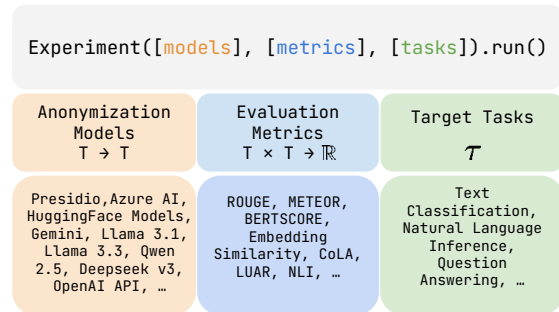 Experiment([models], [metrics], [tasks]).run()
Anonymization
Models
T → T
Evaluation
Metrics
T × T → ℝ
Target Tasks
τ
Presidio,Azure AI,
HuggingFace Models,
Gemini, Llama 3.1,
Llama 3.3, Qwen
2.5, Deepseek v3,
OpenAI API, …
ROUGE, METEOR,
BERTSCORE,
Embedding
Similarity, CoLA,
LUAR, NLI, …
Text
Classification,
Natural Language
Inference,
Question
Answering, …